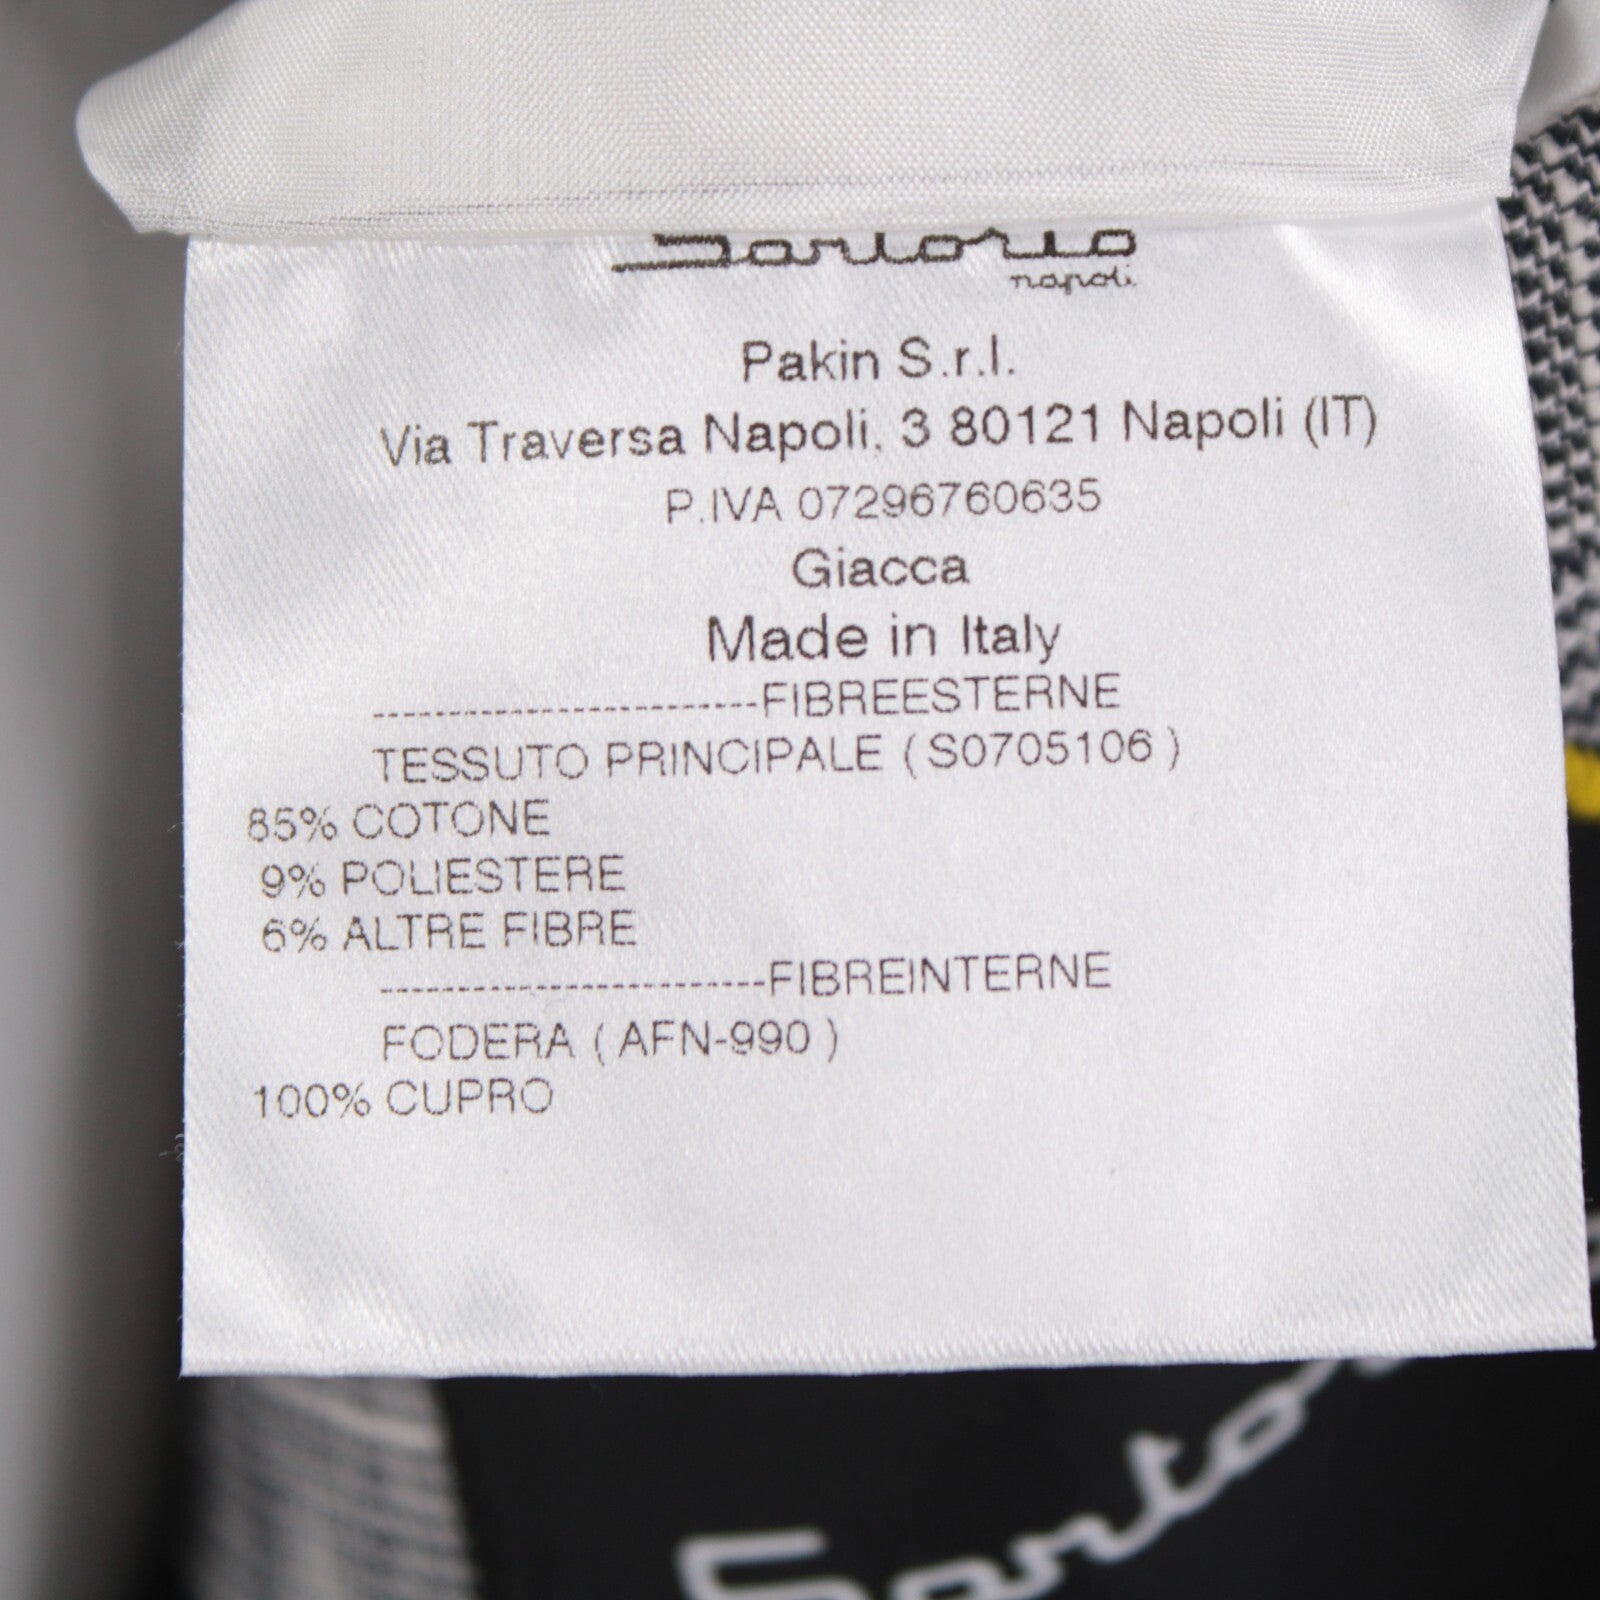 Sartorio
napoli
Pakin S.r.l.
Via Traversa Napoli, 3 80121 Napoli (IT)
P.IVA 07296760635
Giacca
Made in Italy
-------------------------FIBREESTERNE
TESSUTO PRINCIPALE ( S0705106 )
85% COTONE
9% POLIESTERE
6% ALTRE FIBRE
-------------------------FIBREINTERNE
FODERA ( AFN-990 )
100% CUPRO
Sarto